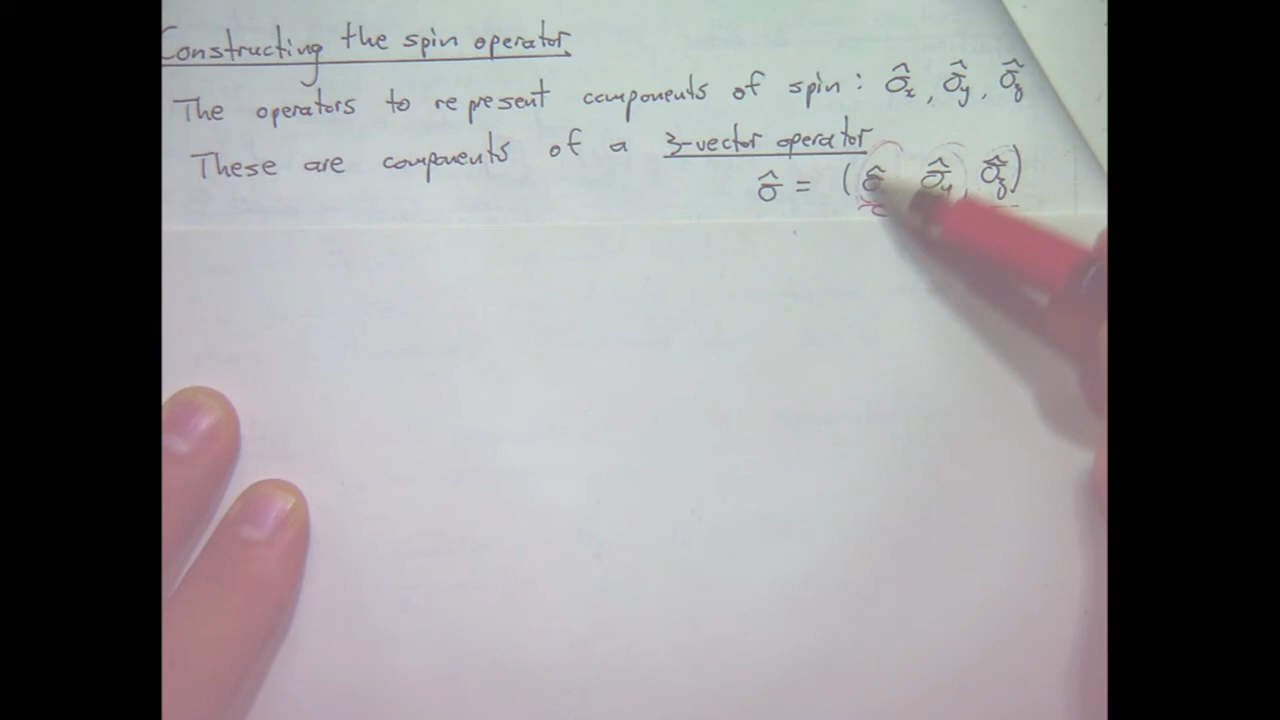 Constructing the spin operator
The operators to represent components of spin: σ̂x, σ̂y, σ̂z
These are components of a 3-vector operator
σ̂ = (σ̂ σ̂y, σ̂z)